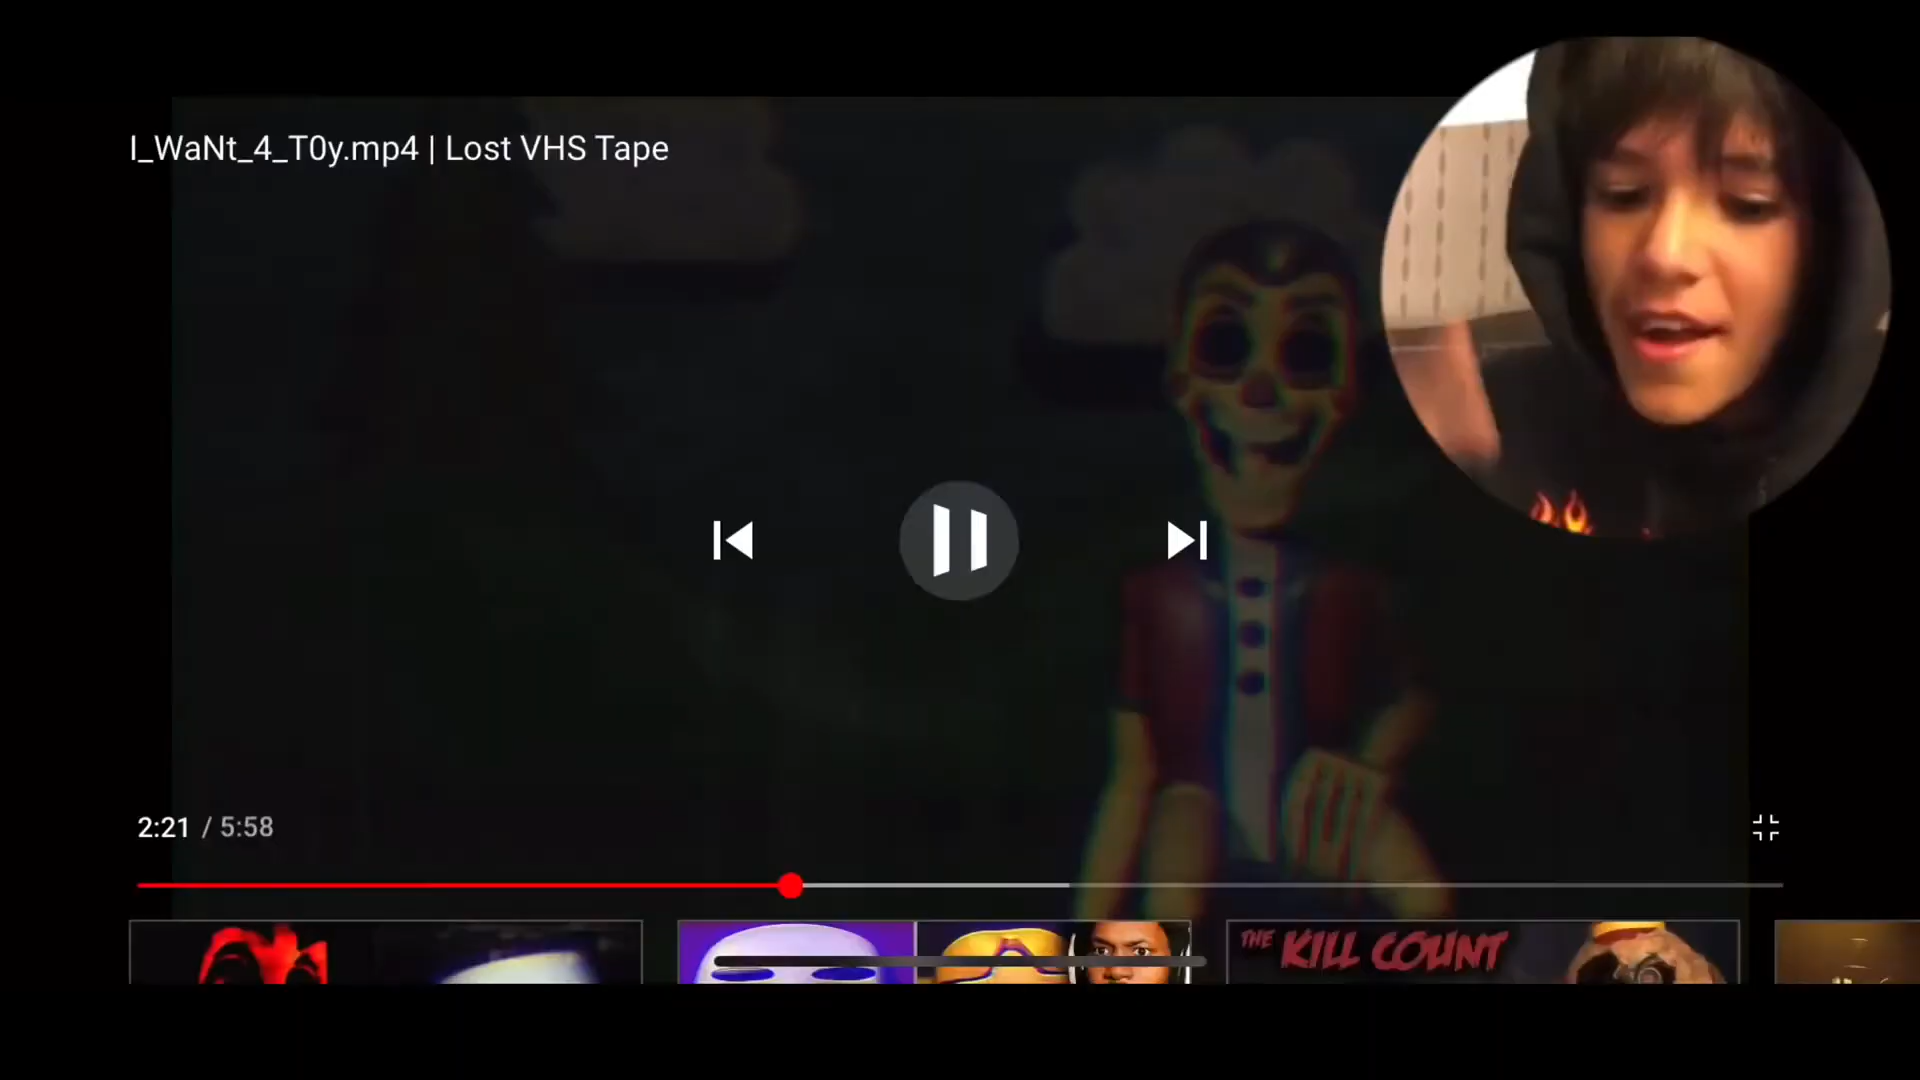 I_WaNt_4_T0y.mp4 | Lost VHS Tape
2:21 / 5:58
THE KILL COUNT